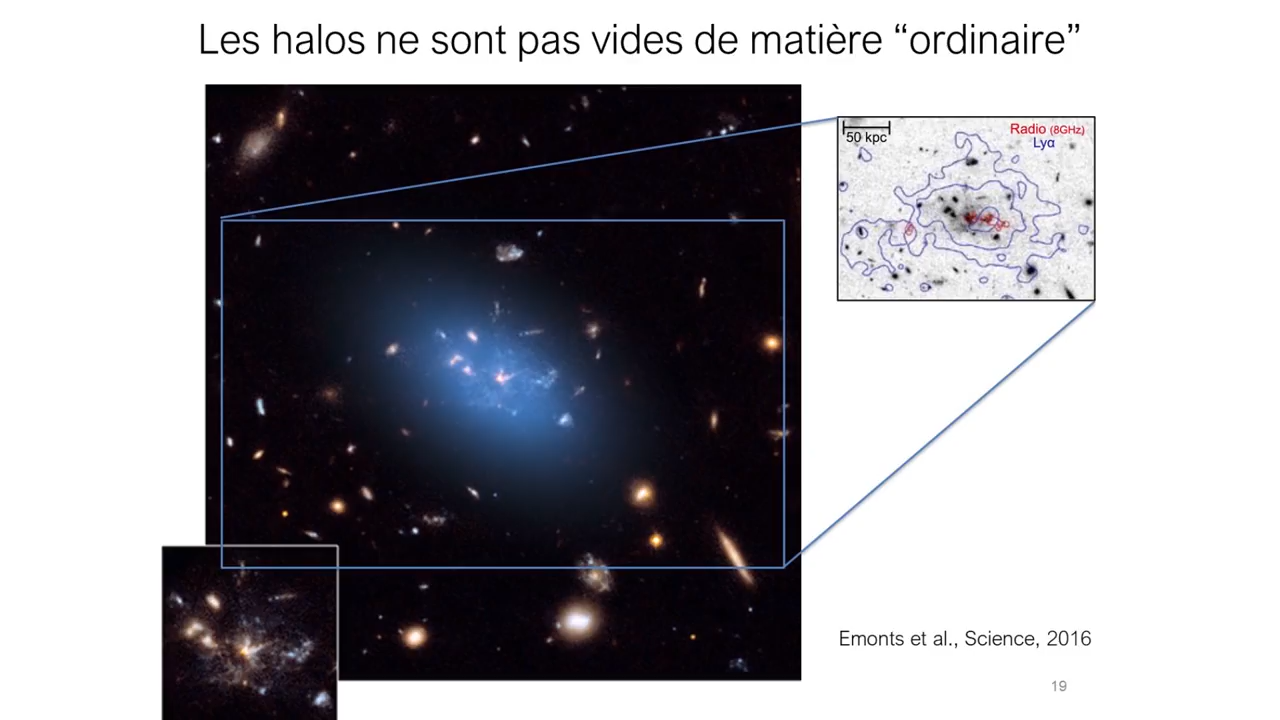 Les halos ne sont pas vides de matière “ordinaire”
50 kpc
Radio (8GHz)
Lyα
Emonts et al., Science, 2016
19